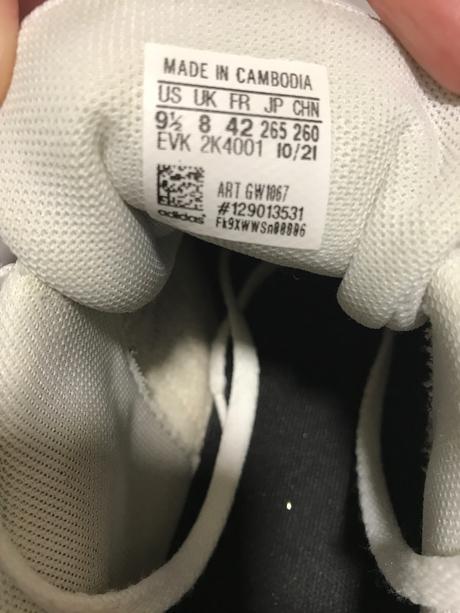 MADE IN CAMBODIA
US UK FR JP CHN
9½ 8 42 265 260
EVK 2K4001 10/21
ART GW1067
#129013531
adidas